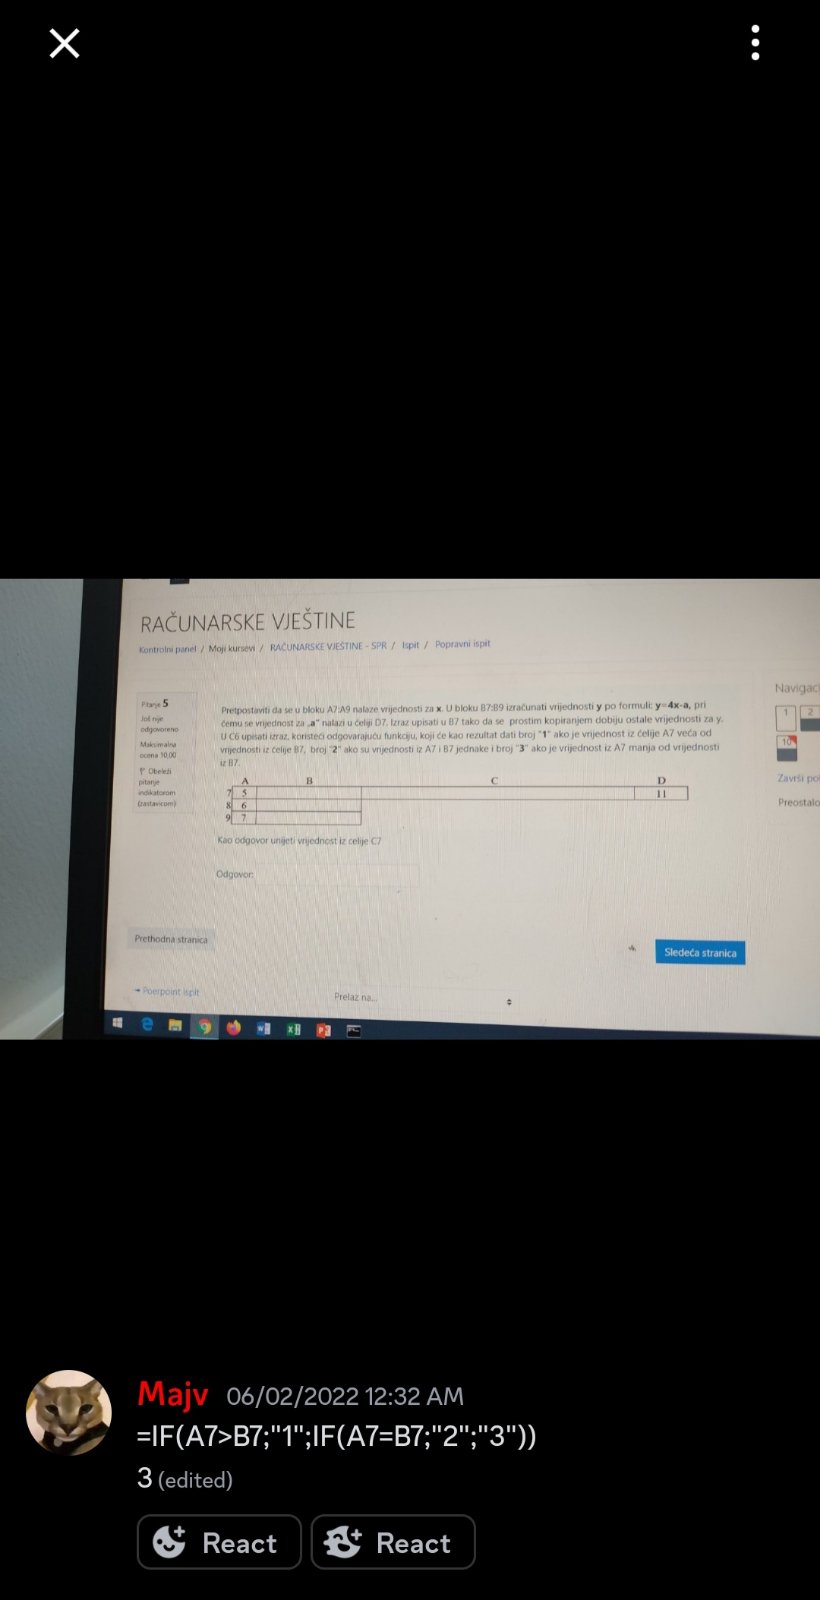 RAČUNARSKE VJEŠTINE
Kontrolni panel / Moji kursevi / RAČUNARSKE VJEŠTINE - SPR / Ispit / Popravni ispit
Navigac
Pitanje 5
Još nije
odgovoreno
Maksimalna
ocena 10,00
Obeleži
pitanje
indikatorom
(zastavicom)
Pretpostaviti da se u bloku A7:A9 nalaze vrijednosti za x. U bloku B7:B9 izračunati vrijednosti y po formuli: y=4x-a, pri
čemu se vrijednost za „a" nalazi u ćeliji D7. Izraz upisati u B7 tako da se prostim kopiranjem dobiju ostale vrijednosti za y.
U C6 upisati izraz, koristeći odgovarajuću funkciju, koji će kao rezultat dati broj "1" ako je vrijednost iz ćelije A7 veća od
vrijednosti iz ćelije B7, broj "2" ako su vrijednosti iz A7 i B7 jednake i broj "3" ako je vrijednost iz A7 manja od vrijednosti
iz B7.
A B C D
7 5 11
8 6
9 7
Kao odgovor unijeti vrijednost iz celije C7
Odgovor:
1 2
10
Završi po
Preostalo
Prethodna stranica
Sledeća stranica
Poerpoint ispit
Prelaz na...
Majv 06/02/2022 12:32 AM
=IF(A7>B7;"1";IF(A7=B7;"2";"3"))
3 (edited)
React React